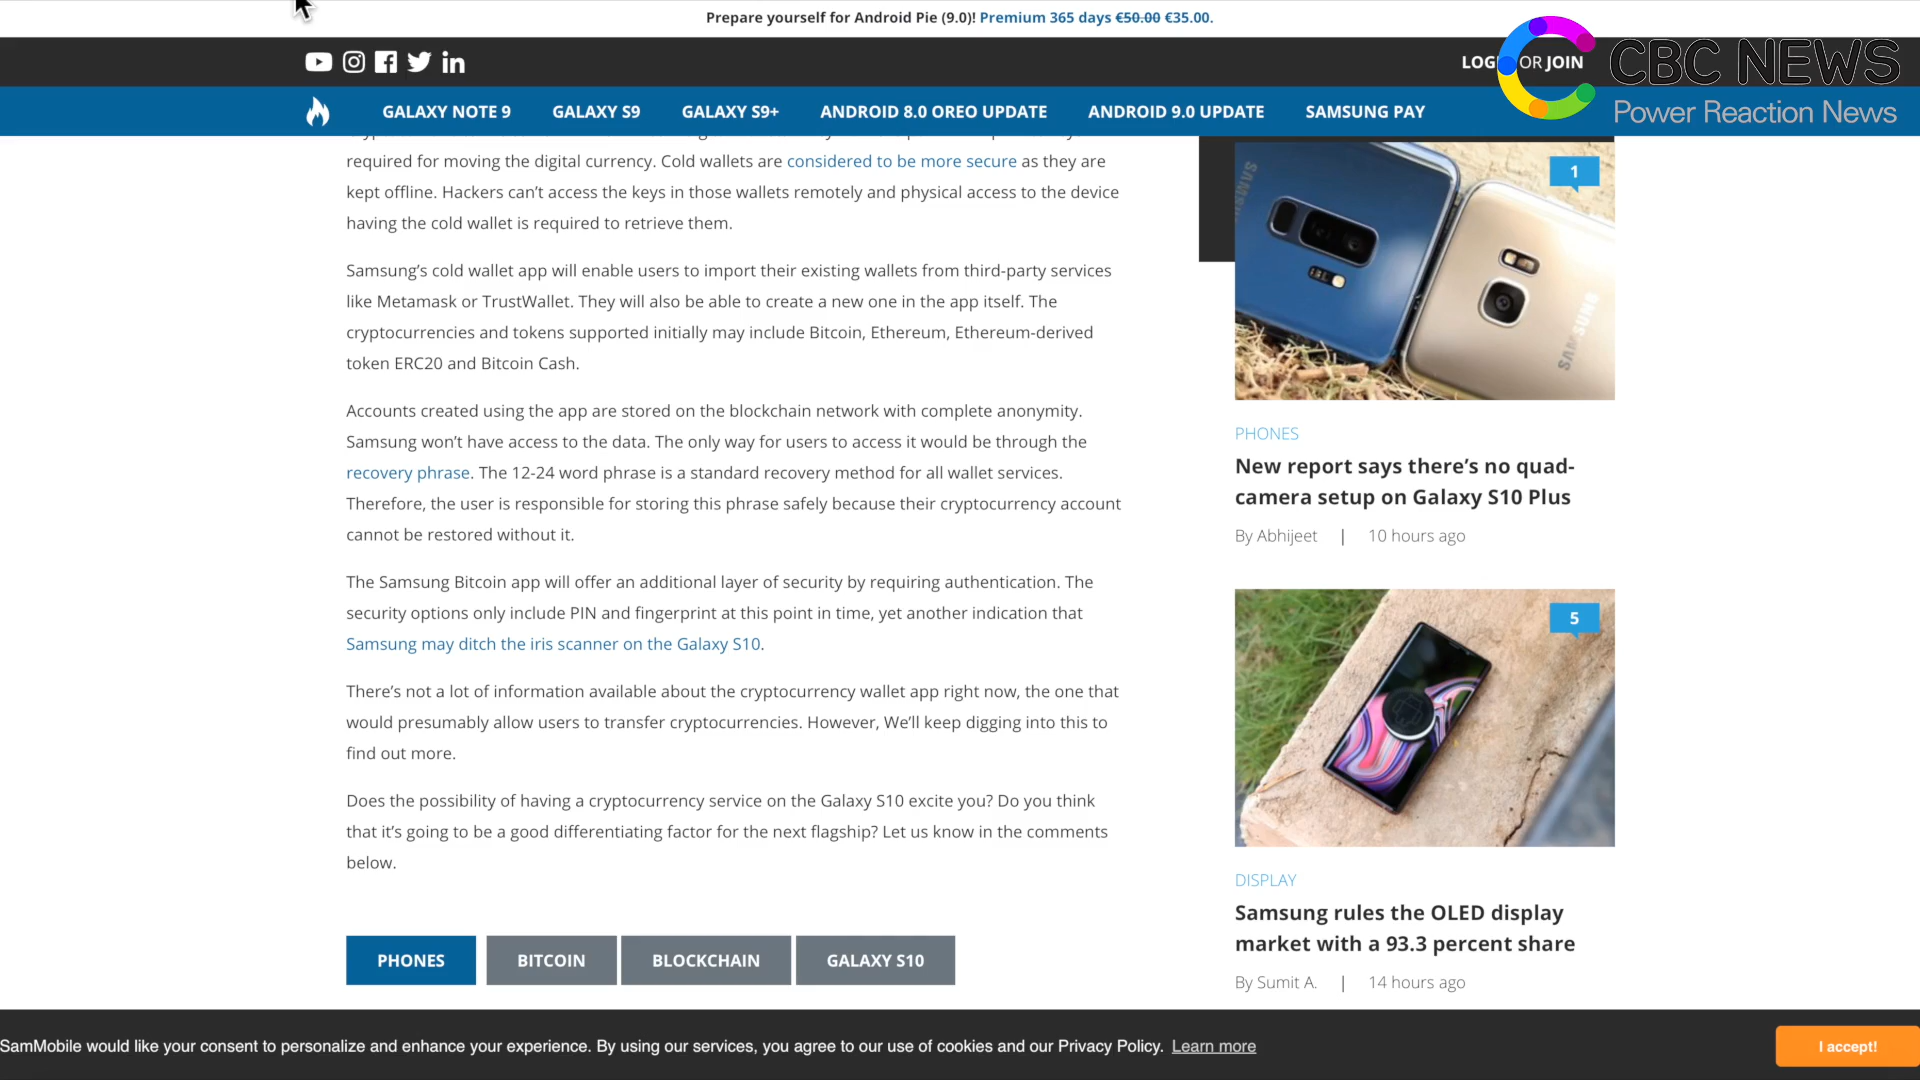 Prepare yourself for Android Pie (9.0)! Premium 365 days €50.00 €35.00.
OR JOIN
CBC NEWS
Power Reaction News
GALAXY NOTE 9
GALAXY S9
GALAXY S9+
ANDROID 8.0 OREO UPDATE
ANDROID 9.0 UPDATE
SAMSUNG PAY
required for moving the digital currency. Cold wallets are considered to be more secure as they are
kept offline. Hackers can’t access the keys in those wallets remotely and physical access to the device
having the cold wallet is required to retrieve them.
Samsung’s cold wallet app will enable users to import their existing wallets from third-party services
like Metamask or TrustWallet. They will also be able to create a new one in the app itself. The
cryptocurrencies and tokens supported initially may include Bitcoin, Ethereum, Ethereum-derived
token ERC20 and Bitcoin Cash.
Accounts created using the app are stored on the blockchain network with complete anonymity.
Samsung won’t have access to the data. The only way for users to access it would be through the
recovery phrase. The 12-24 word phrase is a standard recovery method for all wallet services.
Therefore, the user is responsible for storing this phrase safely because their cryptocurrency account
cannot be restored without it.
The Samsung Bitcoin app will offer an additional layer of security by requiring authentication. The
security options only include PIN and fingerprint at this point in time, yet another indication that
Samsung may ditch the iris scanner on the Galaxy S10.
There’s not a lot of information available about the cryptocurrency wallet app right now, the one that
would presumably allow users to transfer cryptocurrencies. However, We’ll keep digging into this to
find out more.
Does the possibility of having a cryptocurrency service on the Galaxy S10 excite you? Do you think
that it’s going to be a good differentiating factor for the next flagship? Let us know in the comments
below.
PHONES
BITCOIN
BLOCKCHAIN
GALAXY S10
1
SAMSUNG
PHONES
New report says there’s no quad-
camera setup on Galaxy S10 Plus
By Abhijeet | 10 hours ago
5
DISPLAY
Samsung rules the OLED display
market with a 93.3 percent share
By Sumit A. | 14 hours ago
SamMobile would like your consent to personalize and enhance your experience. By using our services, you agree to our use of cookies and our Privacy Policy. Learn more
I accept!